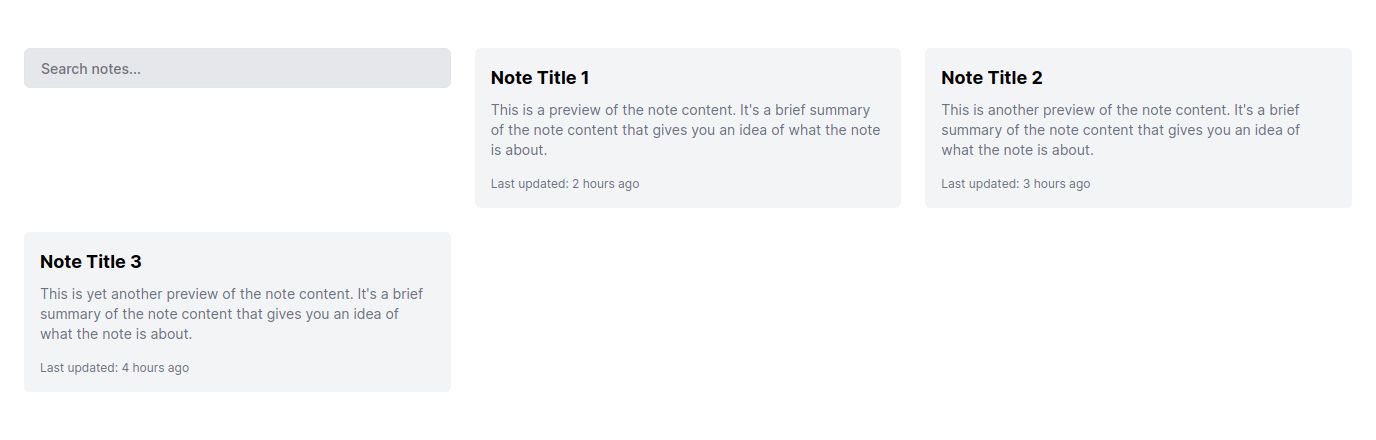 Search notes...
Note Title 1
This is a preview of the note content. It's a brief summary
of the note content that gives you an idea of what the note
is about.
Last updated: 2 hours ago
Note Title 2
This is another preview of the note content. It's a brief
summary of the note content that gives you an idea of
what the note is about.
Last updated: 3 hours ago
Note Title 3
This is yet another preview of the note content. It's a brief
summary of the note content that gives you an idea of
what the note is about.
Last updated: 4 hours ago